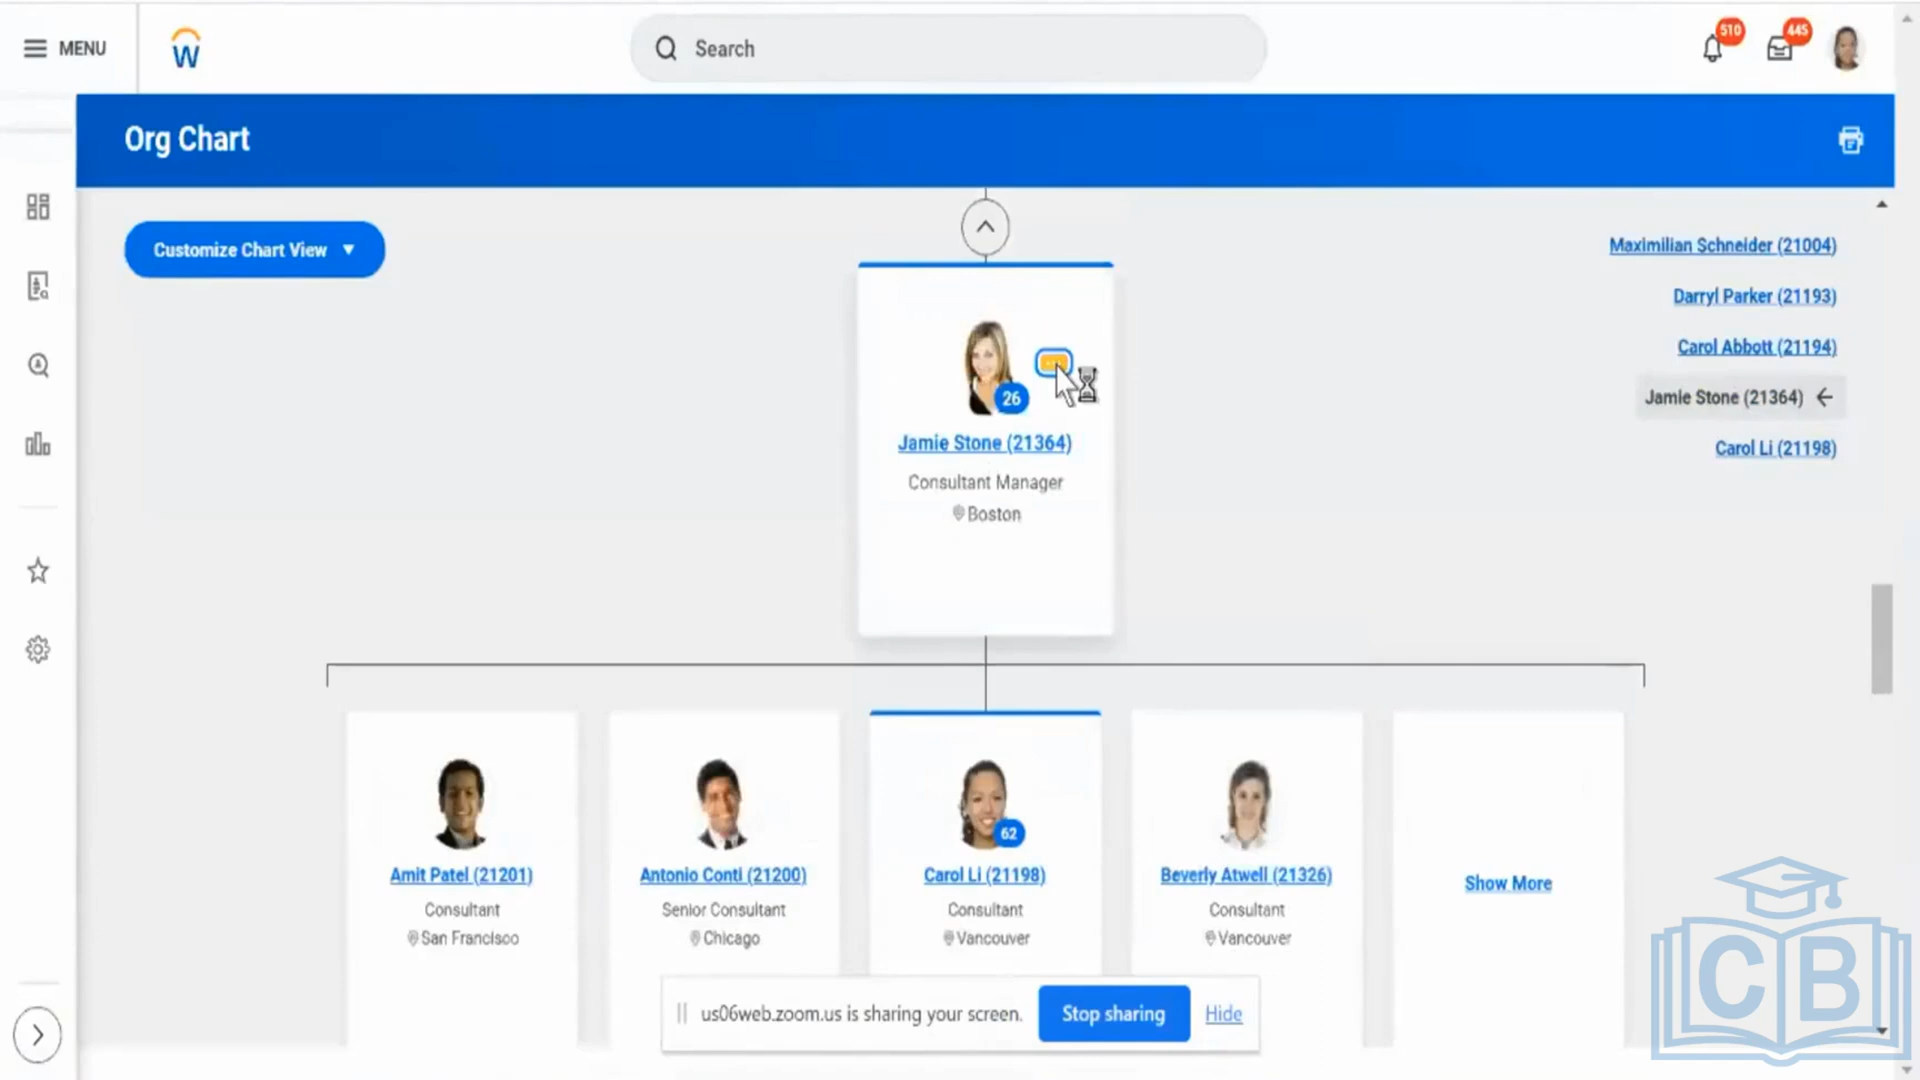 MENU
W
Search
510
445
Org Chart
Customize Chart View
Maximilian Schneider (21004)
Darryl Parker (21193)
Carol Abbott (21194)
Jamie Stone (21364)
Carol Li (21198)
26
Jamie Stone (21364)
Consultant Manager
Boston
Amit Patel (21201)
Consultant
San Francisco
Antonio Conti (21200)
Senior Consultant
Chicago
62
Carol Li (21198)
Consultant
Vancouver
Beverly Atwell (21326)
Consultant
Vancouver
Show More
us06web.zoom.us is sharing your screen.
Stop sharing
Hide
CB